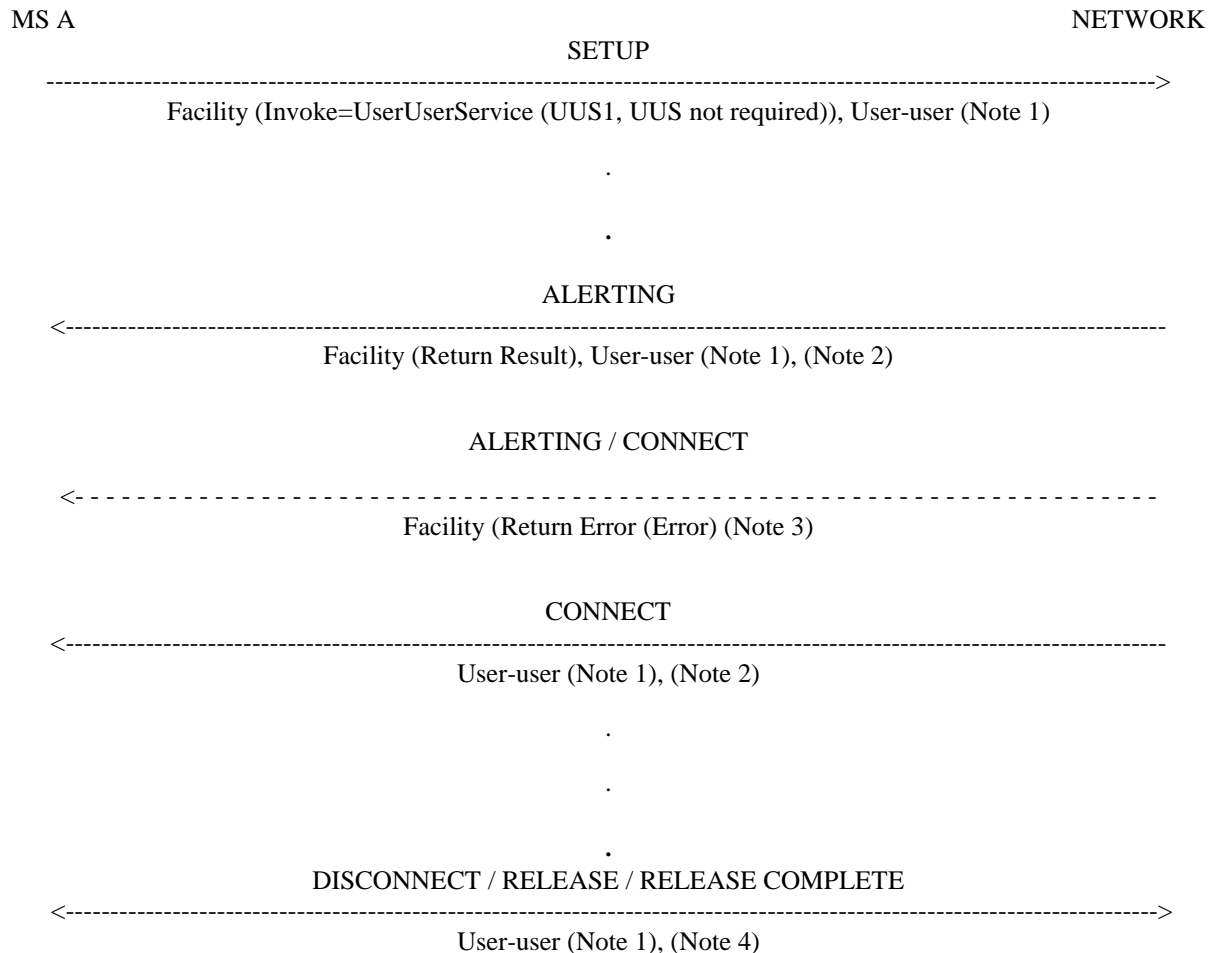 MS A NETWORK
SETUP
------------------------------------------------------------------------------------------------------------------------------>
Facility (Invoke=UserUserService (UUS1, UUS not required)), User-user (Note 1)
.
.
ALERTING
<-----------------------------------------------------------------------------------------------------------------------------
Facility (Return Result), User-user (Note 1), (Note 2)
ALERTING / CONNECT
<- - - - - - - - - - - - - - - - - - - - - - - - - - - - - - - - - - - - - - - - - - - - - - - - - - - - - - - - - - - - - - - - - - - - - -
Facility (Return Error (Error) (Note 3)
CONNECT
<-----------------------------------------------------------------------------------------------------------------------------
User-user (Note 1), (Note 2)
.
.
.
DISCONNECT / RELEASE / RELEASE COMPLETE
<---------------------------------------------------------------------------------------------------------------------------->
User-user (Note 1), (Note 4)